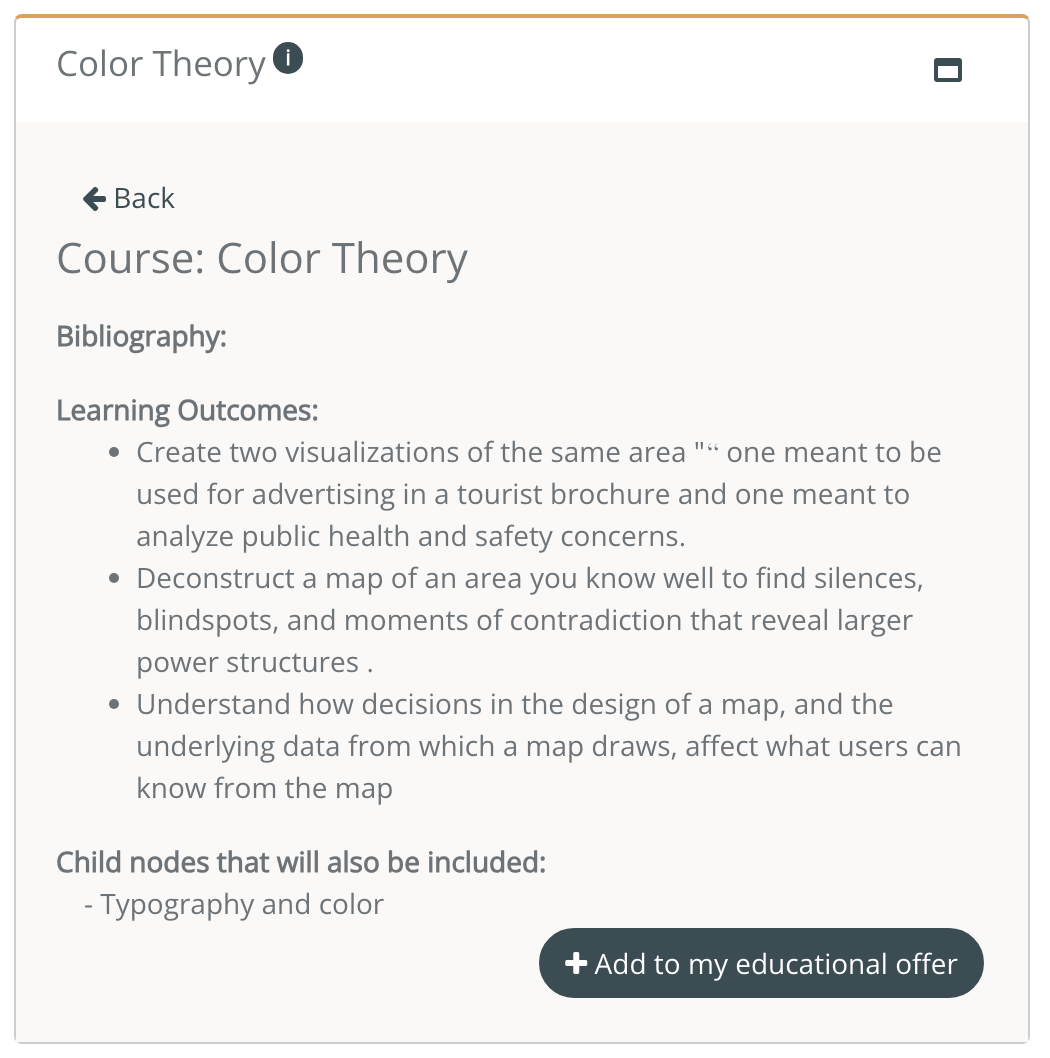 Color Theory i
Back
Course: Color Theory
Bibliography:
Learning Outcomes:
• Create two visualizations of the same area "“ one meant to be
used for advertising in a tourist brochure and one meant to
analyze public health and safety concerns.
• Deconstruct a map of an area you know well to find silences,
blindspots, and moments of contradiction that reveal larger
power structures .
• Understand how decisions in the design of a map, and the
underlying data from which a map draws, affect what users can
know from the map
Child nodes that will also be included:
- Typography and color
Add to my educational offer